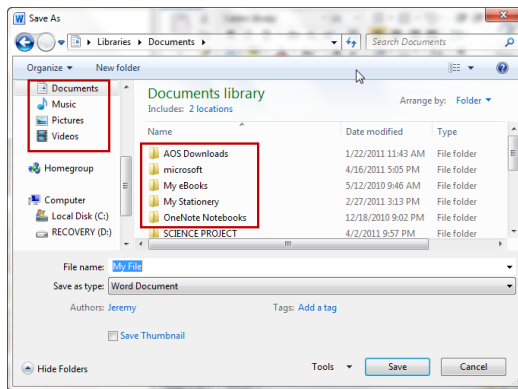 Save As
Libraries Documents
Search Documents
Organize New folder
Documents
Music
Pictures
Videos
Homegroup
Computer
Local Disk (C:)
RECOVERY (D:)
Documents library
Includes: 2 locations
Arrange by: Folder
Name Date modified Type
AOS Downloads 1/22/2011 11:43 AM File folder
microsoft 4/16/2011 5:05 PM File folder
My eBooks 5/12/2010 9:46 AM File folder
My Stationery 2/27/2011 3:13 PM File folder
OneNote Notebooks 12/18/2010 9:02 PM File folder
SCIENCE PROJECT 4/2/2011 9:57 PM File folder
File name: My File
Save as type: Word Document
Authors: Jeremy Tags: Add a tag
Save Thumbnail
Hide Folders Tools Save Cancel